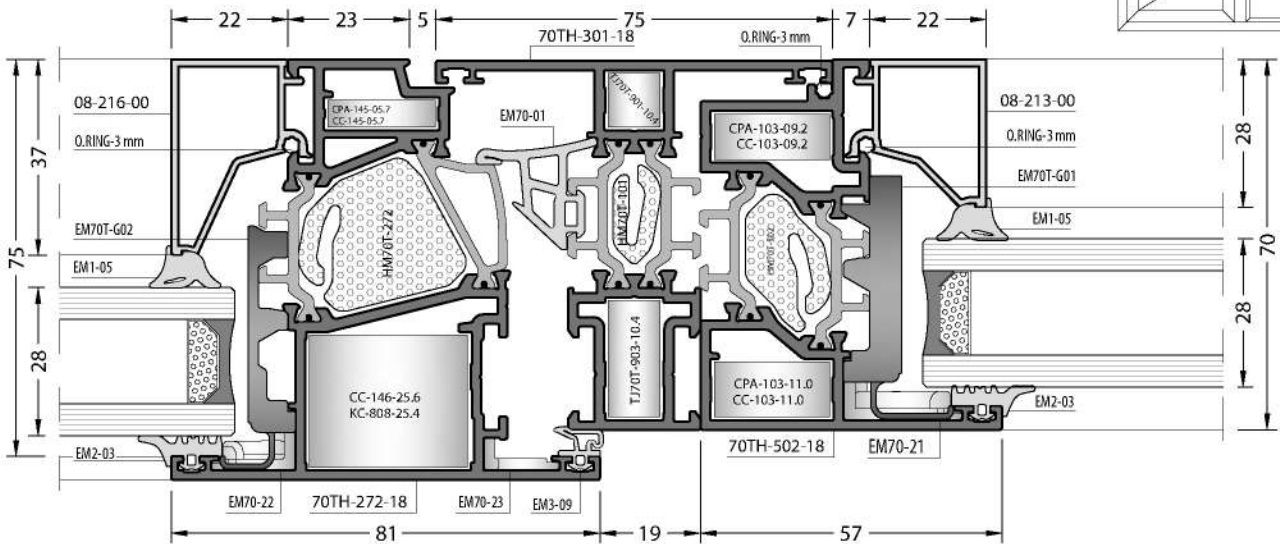 22
23
5
75
7
22
70TH-301-18
O.RING-3 mm
08-216-00
CPA-145-05.7
CC-145-05.7
TJ70T-901-10.4
EM70-01
CPA-103-09.2
CC-103-09.2
08-213-00
O.RING-3 mm
O.RING-3 mm
37
28
EM70T-G01
HM70T-272
HM70T-101
EM70T-G02
EM1-05
EM1-05
75
70
28
28
CC-146-25.6
KC-808-25.4
TJ70T-903-10.4
CPA-103-11.0
CC-103-11.0
EM2-03
EM2-03
70TH-502-18
EM70-21
EM70-22
70TH-272-18
EM70-23
EM3-09
81
19
57